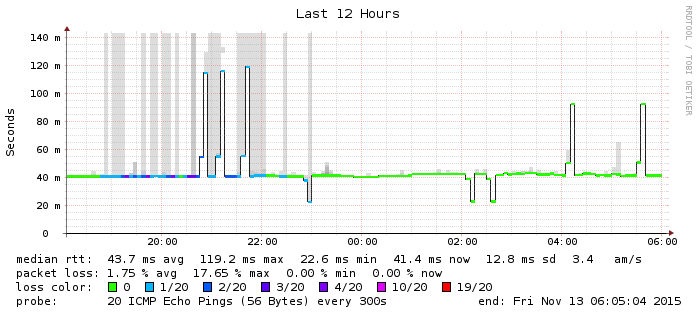 Last 12 Hours
RRDTOOL / TOBI OETIKER
Seconds
140 m
120 m
100 m
80 m
60 m
40 m
20 m
0
20:00 22:00 00:00 02:00 04:00 06:00
median rtt: 43.7 ms avg 119.2 ms max 22.6 ms min 41.4 ms now 12.8 ms sd 3.4 am/s
packet loss: 1.75 % avg 17.65 % max 0.00 % min 0.00 % now
loss color: 0 1/20 2/20 3/20 4/20 10/20 19/20
probe: 20 ICMP Echo Pings (56 Bytes) every 300s end: Fri Nov 13 06:05:04 2015